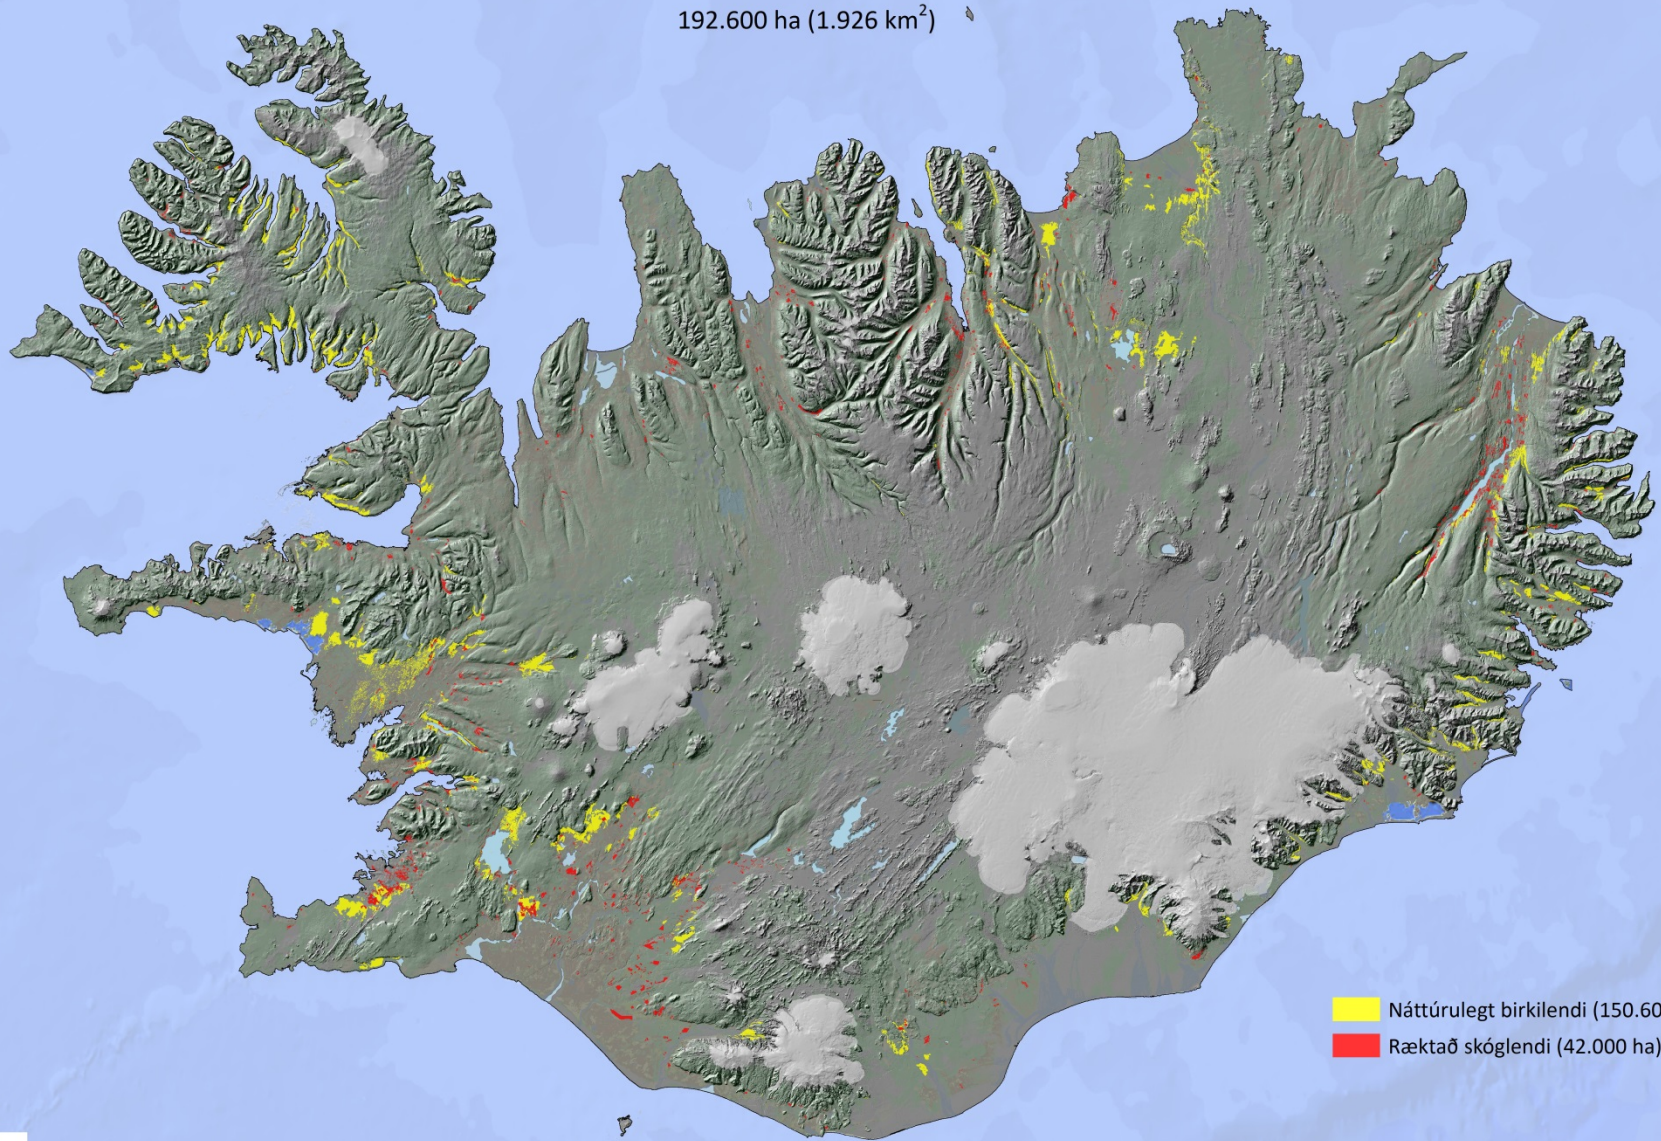 192.600 ha (1.926 km²)
Náttúrulegt birkilendi (150.60
Ræktað skóglendi (42.000 ha)